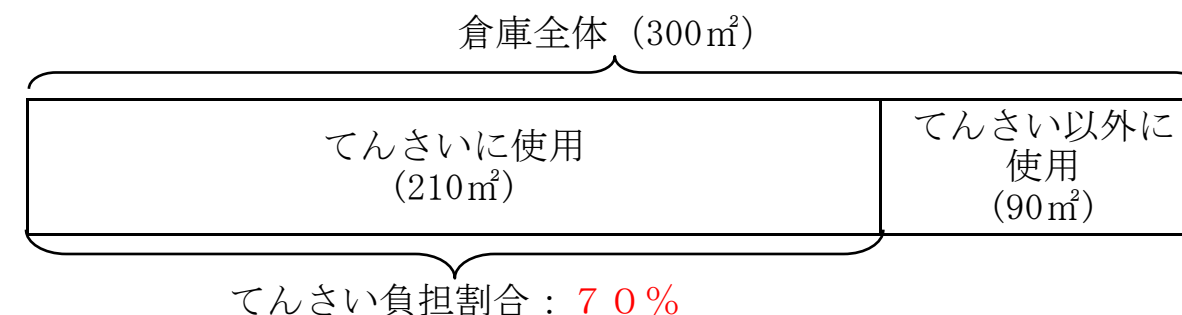 倉庫全体（300㎡）
てんさいに使用
（210㎡）
てんさい以外に
使用
（90㎡）
てんさい負担割合：７０％